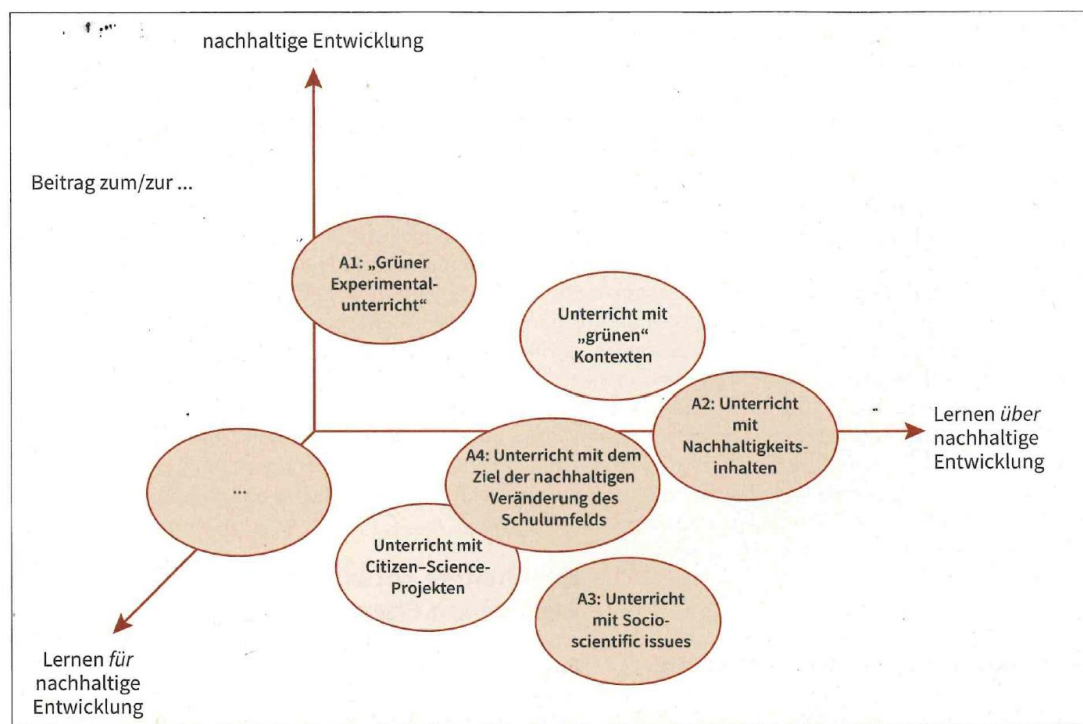 nachhaltige Entwicklung
Beitrag zum/zur ...
A1: „Grüner
Experimental-
unterricht“
Unterricht mit
„grünen“
Kontexten
A2: Unterricht
mit
Nachhaltigkeits-
inhalten
Lernen über
nachhaltige
Entwicklung
A4: Unterricht mit dem
Ziel der nachhaltigen
Veränderung des
Schulumfelds
...
Unterricht mit
Citizen–Science-
Projekten
A3: Unterricht
mit Socio-
scientific issues
Lernen für
nachhaltige
Entwicklung